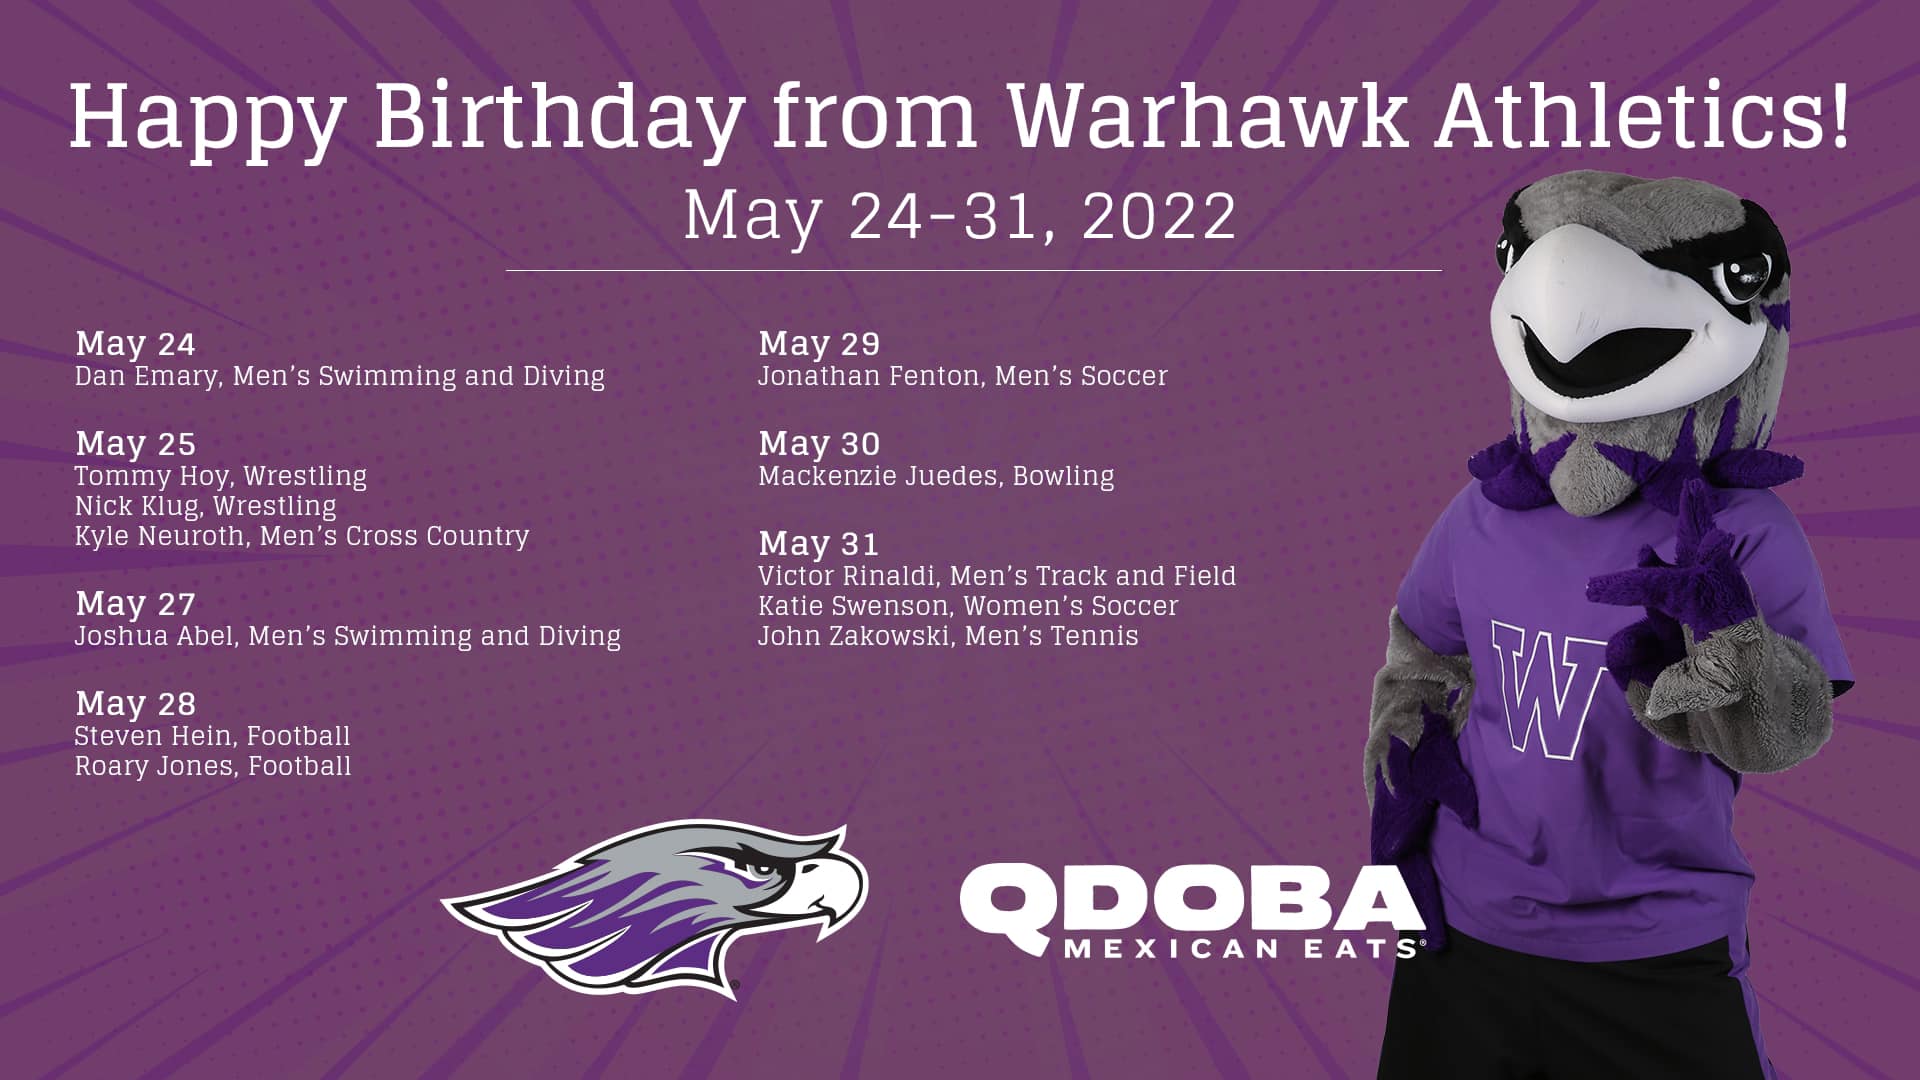 Happy Birthday from Warhawk Athletics!
May 24-31, 2022
May 24
Dan Emary, Men's Swimming and Diving
May 25
Tommy Hoy, Wrestling
Nick Klug, Wrestling
Kyle Neuroth, Men's Cross Country
May 27
Joshua Abel, Men's Swimming and Diving
May 28
Steven Hein, Football
Roary Jones, Football
May 29
Jonathan Fenton, Men's Soccer
May 30
Mackenzie Juedes, Bowling
May 31
Victor Rinaldi, Men's Track and Field
Katie Swenson, Women's Soccer
John Zakowski, Men's Tennis
W
®
QDOBA
MEXICAN EATS®